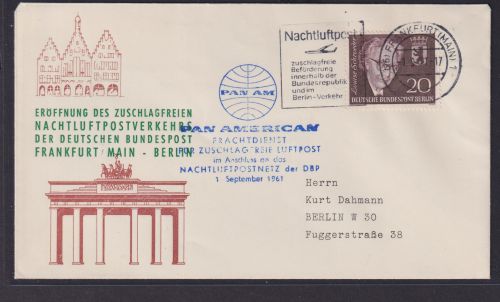 ERÖFFNUNG DES ZUSCHLAGFREIEN
NACHTLUFTPOSTVERKEHRS
DER DEUTSCHEN BUNDESPOST
FRANKFURT/MAIN - BERLIN
PAN AM
PAN AMERICAN
FRACHTDIENST
FÜR ZUSCHLAGFREIE LUFTPOST
im Anschluss an das
NACHTLUFTPOSTNETZ der DBP
1 September 1961
Nachtluftpost
zuschlagfreie
Beförderung
innerhalb der
Bundesrepublik
und im
Berlin-Verkehr
FRANKFURT (MAIN) 1
20
DEUTSCHE BUNDESPOST BERLIN
Herrn
Kurt Dahmann
BERLIN W 30
Fuggerstraße 38